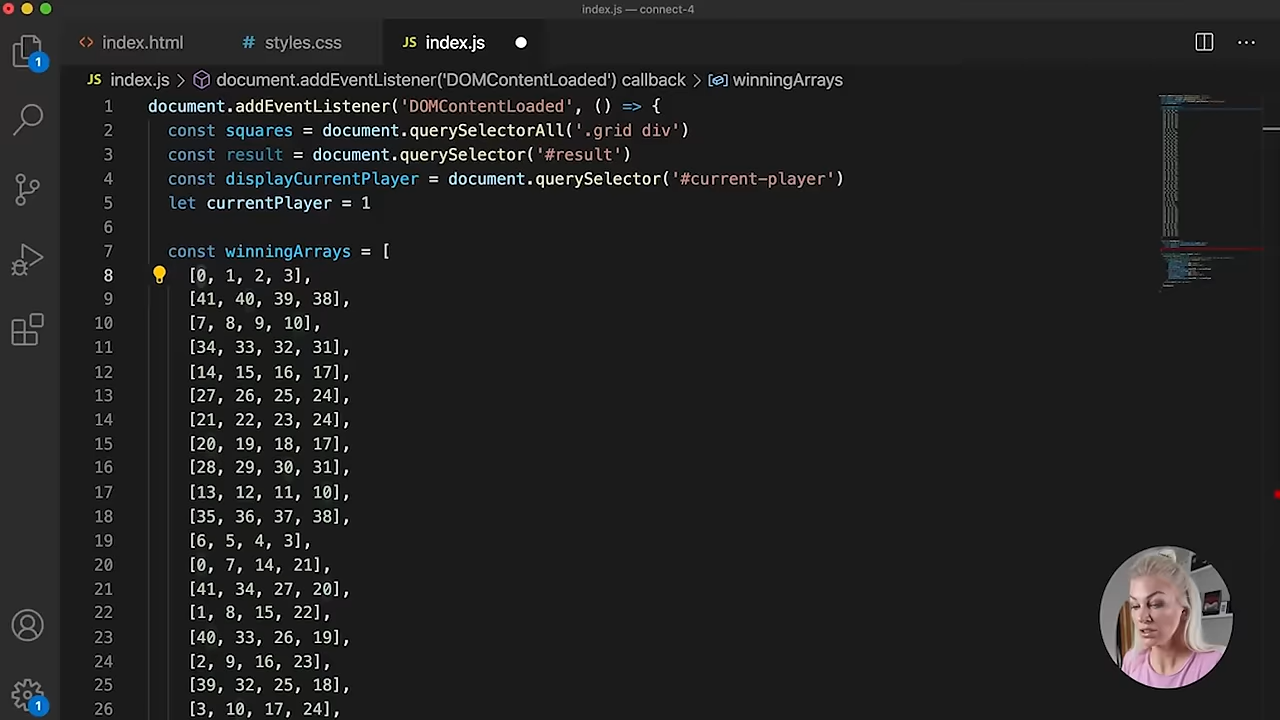 index.js — connect-4
<> index.html # styles.css JS index.js
JS index.js > document.addEventListener('DOMContentLoaded') callback > winningArrays
1 document.addEventListener('DOMContentLoaded', () => {
2 const squares = document.querySelectorAll('.grid div')
3 const result = document.querySelector('#result')
4 const displayCurrentPlayer = document.querySelector('#current-player')
5 let currentPlayer = 1
6
7 const winningArrays = [
8 [0, 1, 2, 3],
9 [41, 40, 39, 38],
10 [7, 8, 9, 10],
11 [34, 33, 32, 31],
12 [14, 15, 16, 17],
13 [27, 26, 25, 24],
14 [21, 22, 23, 24],
15 [20, 19, 18, 17],
16 [28, 29, 30, 31],
17 [13, 12, 11, 10],
18 [35, 36, 37, 38],
19 [6, 5, 4, 3],
20 [0, 7, 14, 21],
21 [41, 34, 27, 20],
22 [1, 8, 15, 22],
23 [40, 33, 26, 19],
24 [2, 9, 16, 23],
25 [39, 32, 25, 18],
26 [3, 10, 17, 24],
1
1